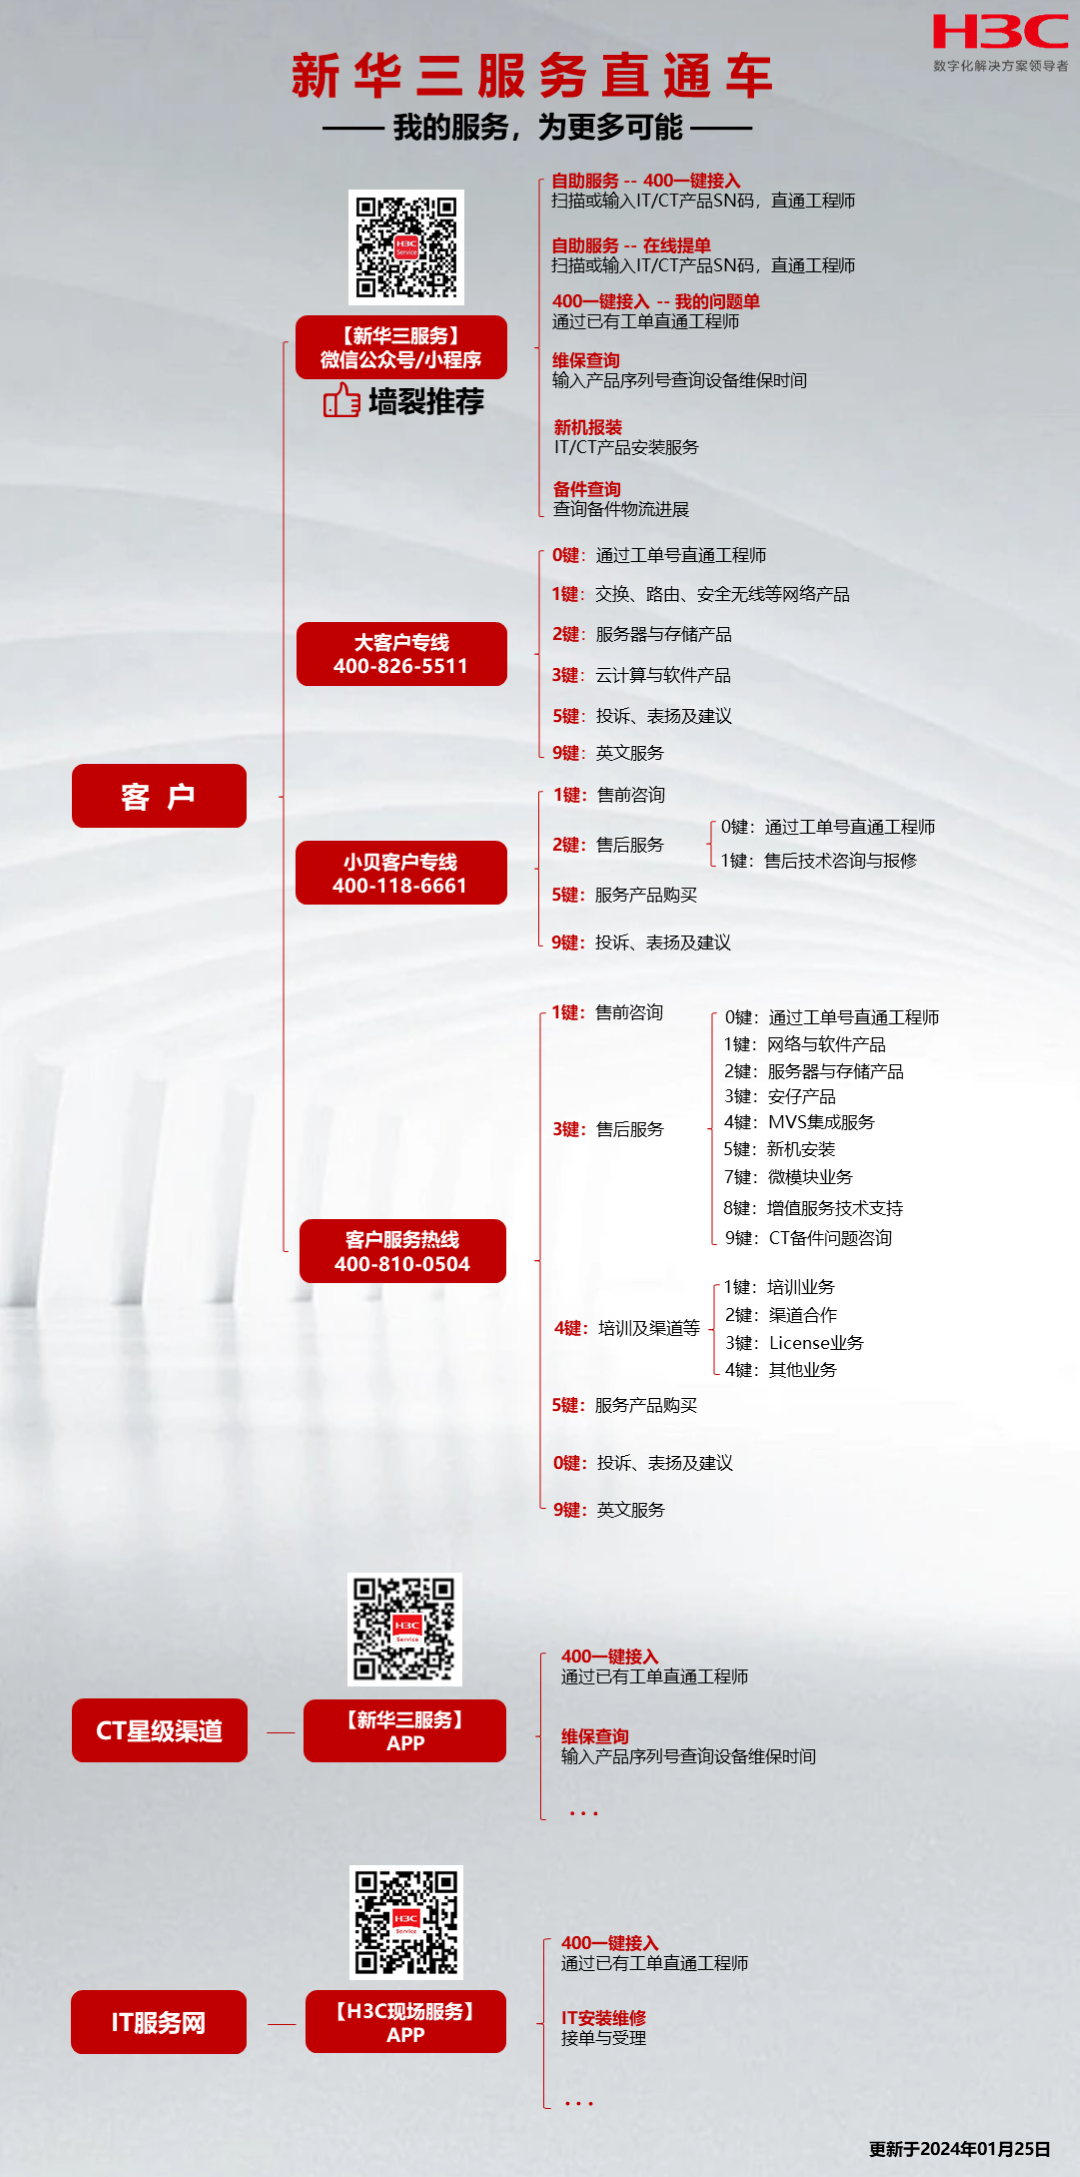 H3C
数字化解决方案领导者
新华三服务直通车
我的服务，为更多可能
H3C
Service
【新华三服务】
微信公众号/小程序
墙裂推荐
自助服务 -- 400一键接入
扫描或输入IT/CT产品SN码，直通工程师
自助服务 -- 在线提单
扫描或输入IT/CT产品SN码，直通工程师
400一键接入 -- 我的问题单
通过已有工单直通工程师
维保查询
输入产品序列号查询设备维保时间
新机报装
IT/CT产品安装服务
备件查询
查询备件物流进展
客 户
大客户专线
400-826-5511
0键：通过工单号直通工程师
1键：交换、路由、安全无线等网络产品
2键：服务器与存储产品
3键：云计算与软件产品
5键：投诉、表扬及建议
9键：英文服务
小贝客户专线
400-118-6661
1键：售前咨询
2键：售后服务
0键：通过工单号直通工程师
1键：售后技术咨询与报修
5键：服务产品购买
9键：投诉、表扬及建议
客户服务热线
400-810-0504
1键：售前咨询
3键：售后服务
0键：通过工单号直通工程师
1键：网络与软件产品
2键：服务器与存储产品
3键：安仔产品
4键：MVS集成服务
5键：新机安装
7键：微模块业务
8键：增值服务技术支持
9键：CT备件问题咨询
4键：培训及渠道等
1键：培训业务
2键：渠道合作
3键：License业务
4键：其他业务
5键：服务产品购买
0键：投诉、表扬及建议
9键：英文服务
CT星级渠道
H3C
Service
【新华三服务】
APP
400一键接入
通过已有工单直通工程师
维保查询
输入产品序列号查询设备维保时间
...
IT服务网
H3C
Service
【H3C现场服务】
APP
400一键接入
通过已有工单直通工程师
IT安装维修
接单与受理
...
更新于2024年01月25日